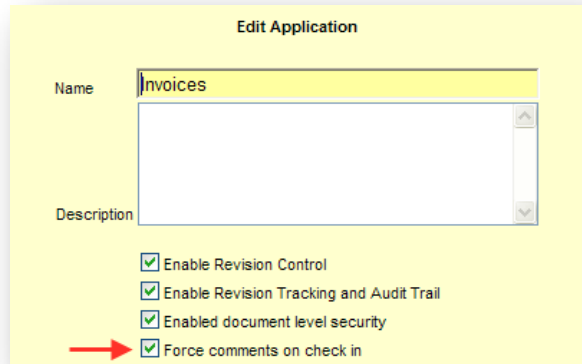 Edit Application
Name Invoices
Description
Enable Revision Control
Enable Revision Tracking and Audit Trail
Enabled document level security
Force comments on check in